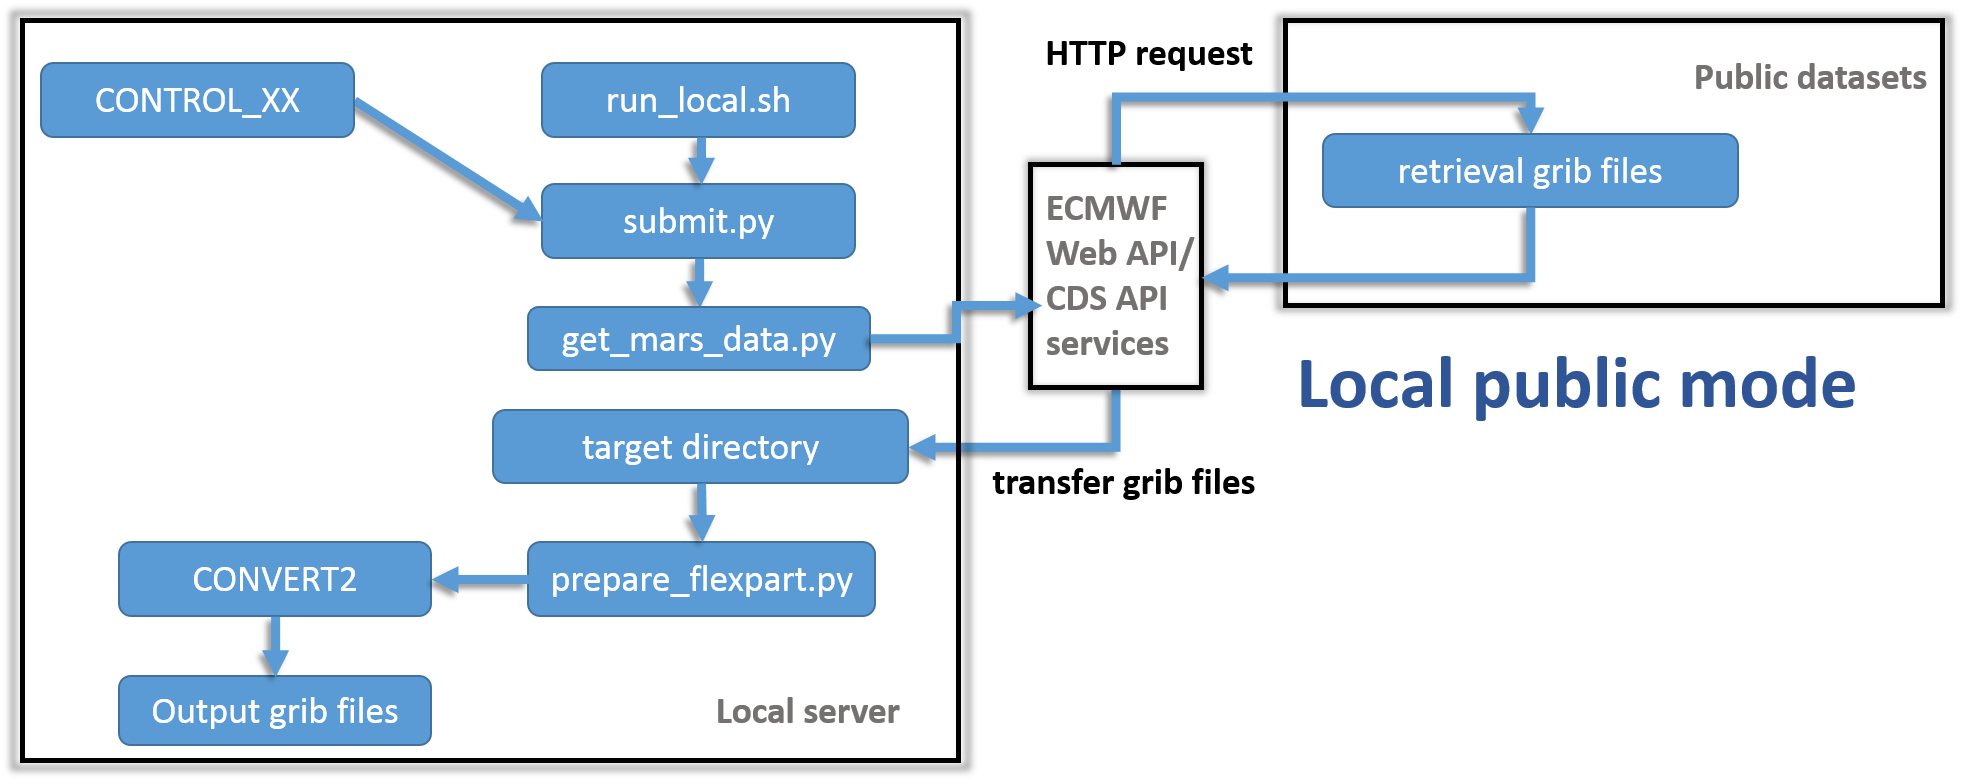 CONTROL_XX
run_local.sh
submit.py
get_mars_data.py
target directory
prepare_flexpart.py
CONVERT2
Output grib files
Local server
HTTP request
ECMWF
Web API/
CDS API
services
transfer grib files
Public datasets
retrieval grib files
Local public mode